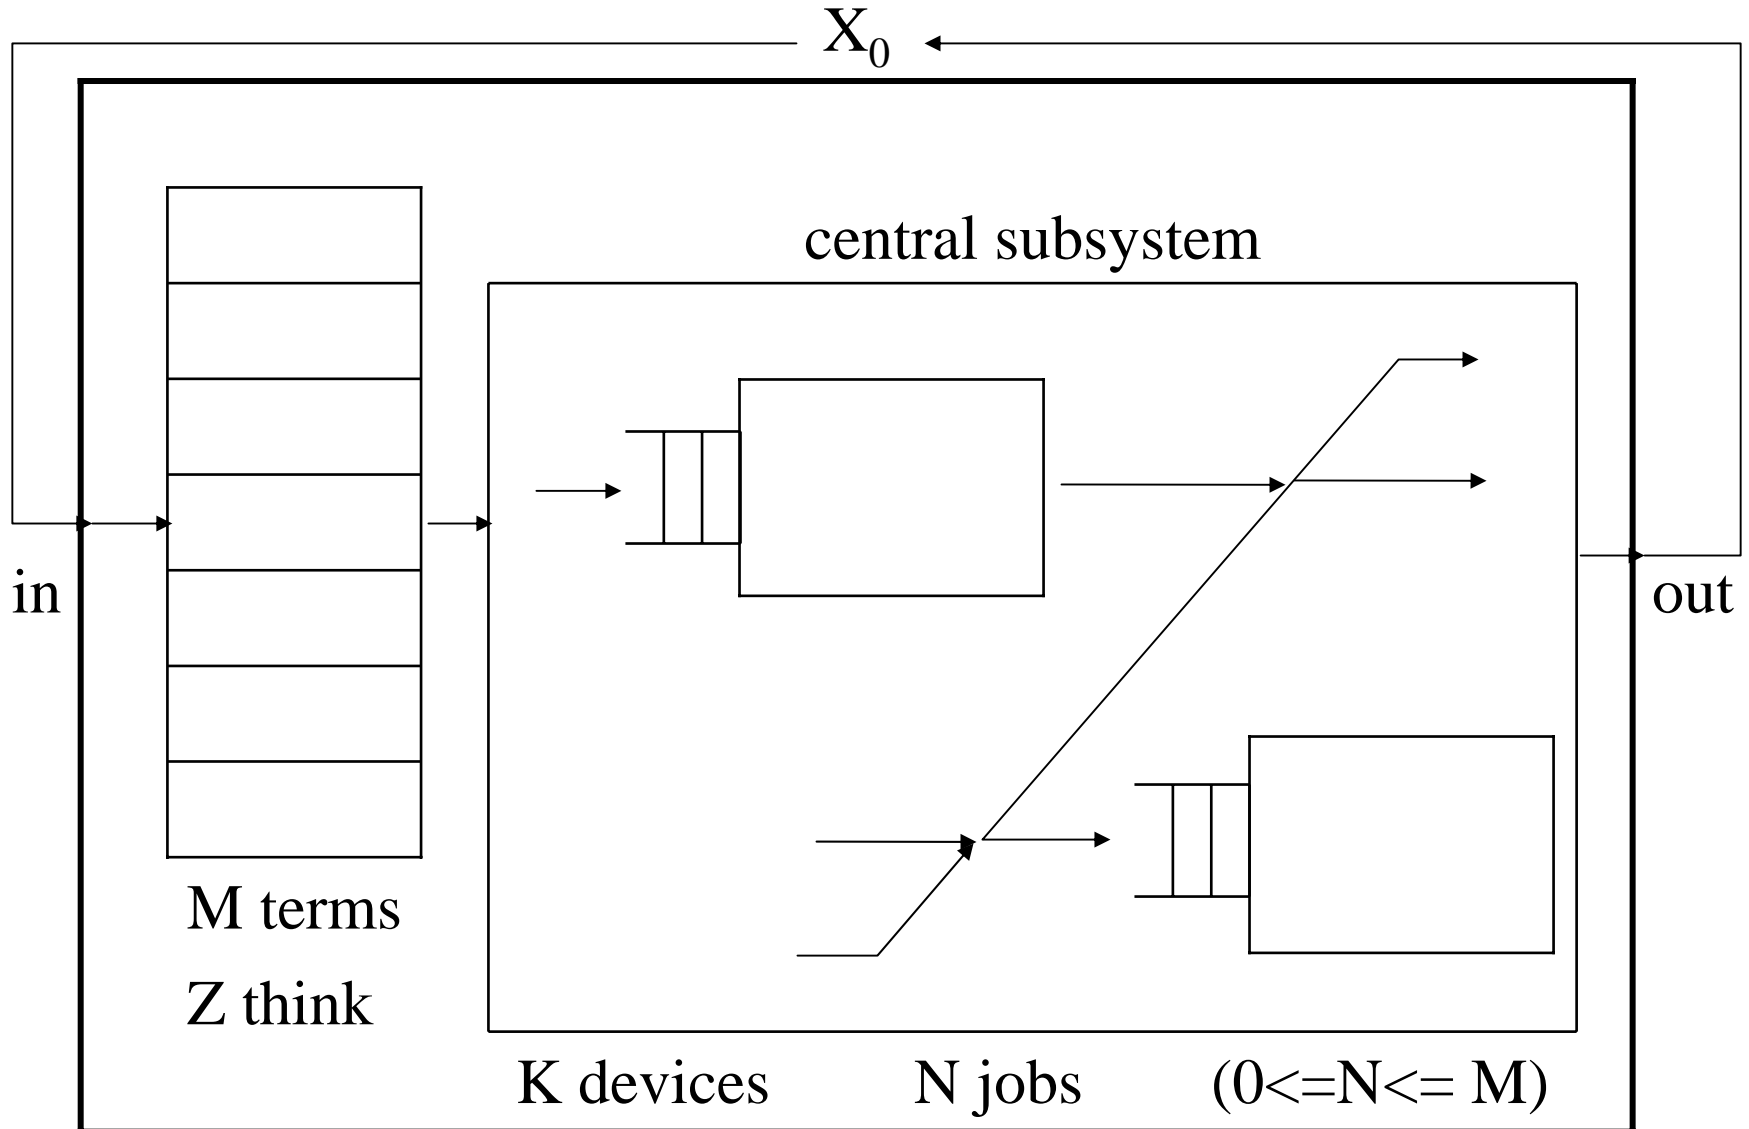 X₀
central subsystem
in
out
M terms
Z think
K devices N jobs (0<=N<= M)